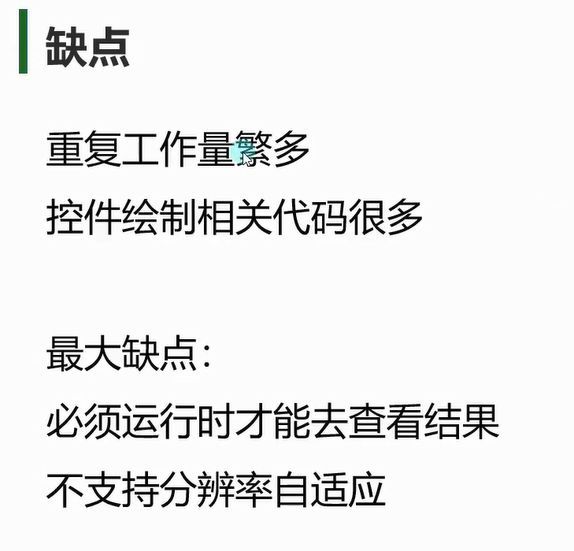 缺点
重复工作量繁多
控件绘制相关代码很多
最大缺点：
必须运行时才能去查看结果
不支持分辨率自适应